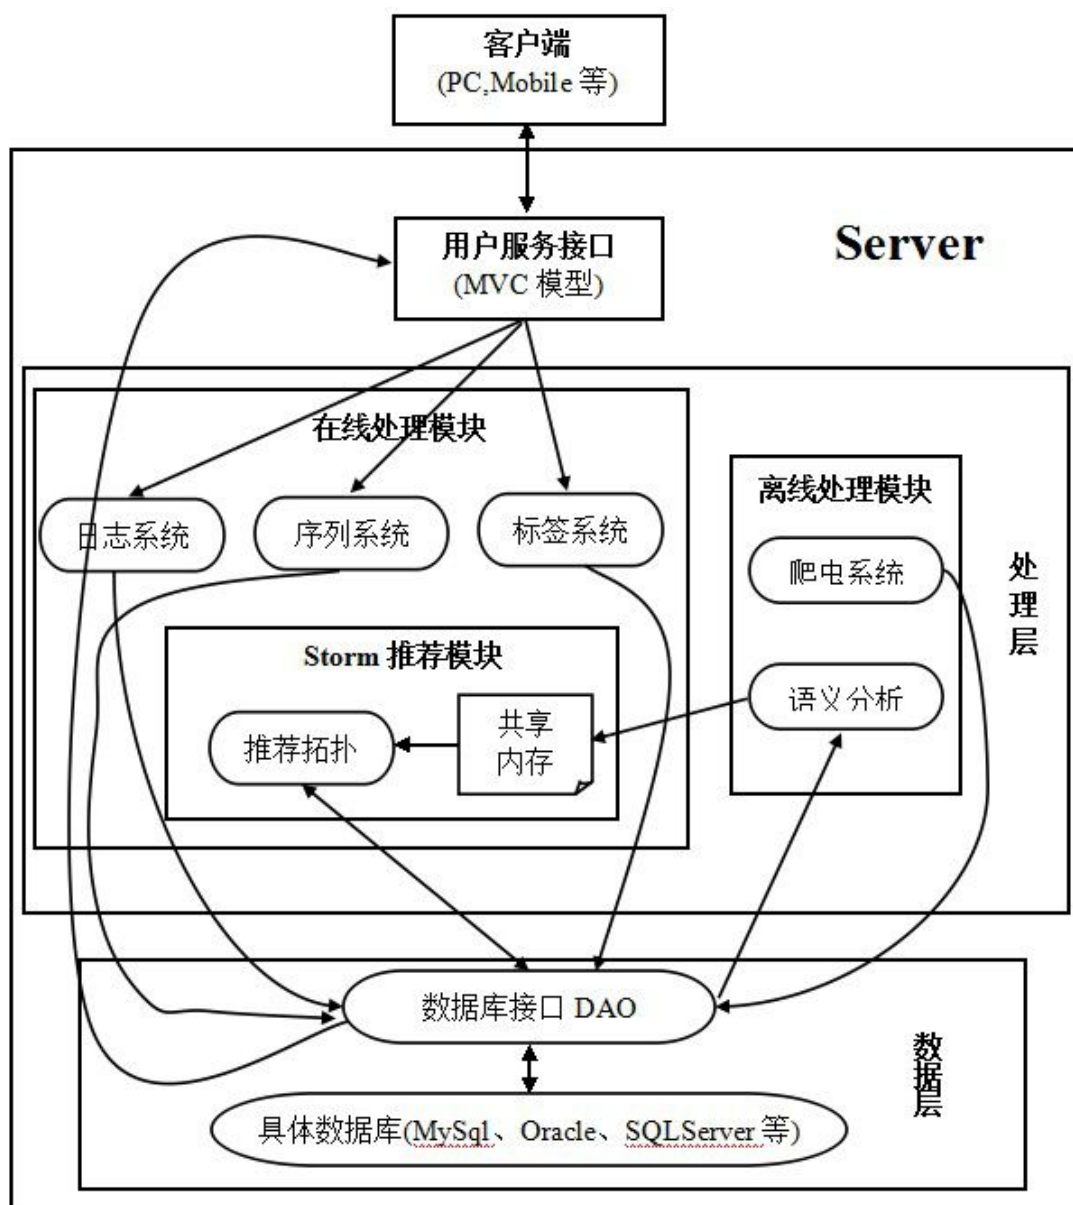 客户端
(PC,Mobile 等)
Server
用户服务接口
(MVC 模型)
在线处理模块
日志系统
序列系统
标签系统
离线处理模块
爬电系统
语义分析
处
理
层
Storm 推荐模块
推荐拓扑
共享
内存
数据库接口 DAO
具体数据库(MySql、Oracle、SQLServer 等)
数
据
层